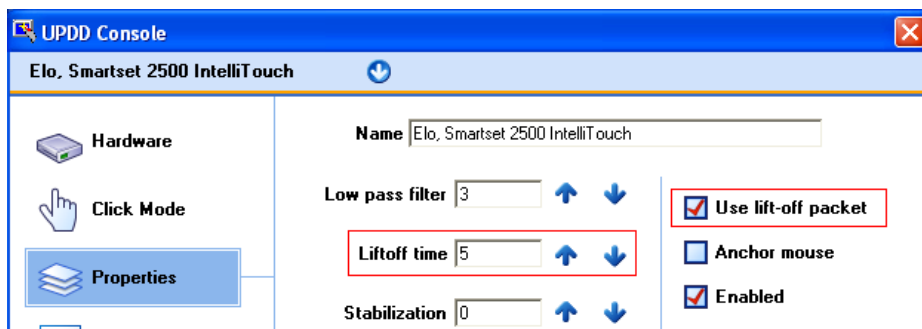 UPDD Console
Elo, Smartset 2500 IntelliTouch
Hardware
Click Mode
Properties
Name Elo, Smartset 2500 IntelliTouch
Low pass filter 3
Liftoff time 5
Stabilization 0
Use lift-off packet
Anchor mouse
Enabled